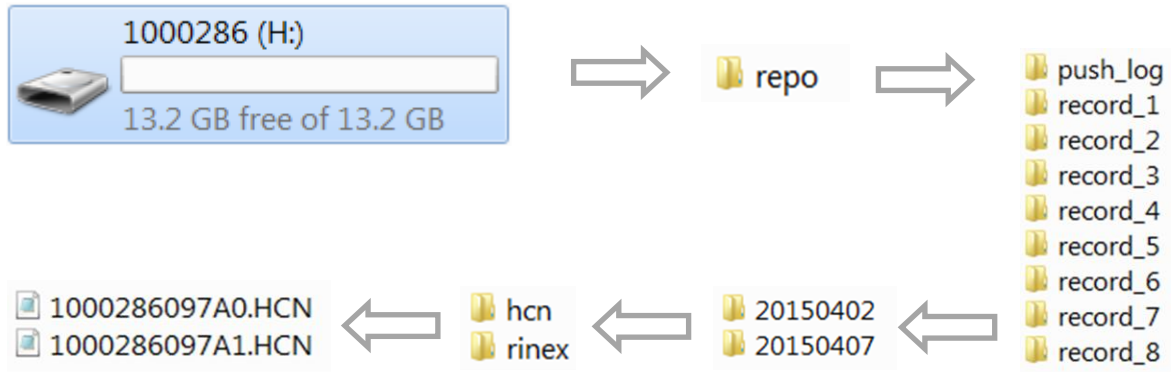 1000286 (H:)
13.2 GB free of 13.2 GB
repo
push_log
record_1
record_2
record_3
record_4
record_5
record_6
record_7
record_8
20150402
20150407
hcn
rinex
1000286097A0.HCN
1000286097A1.HCN